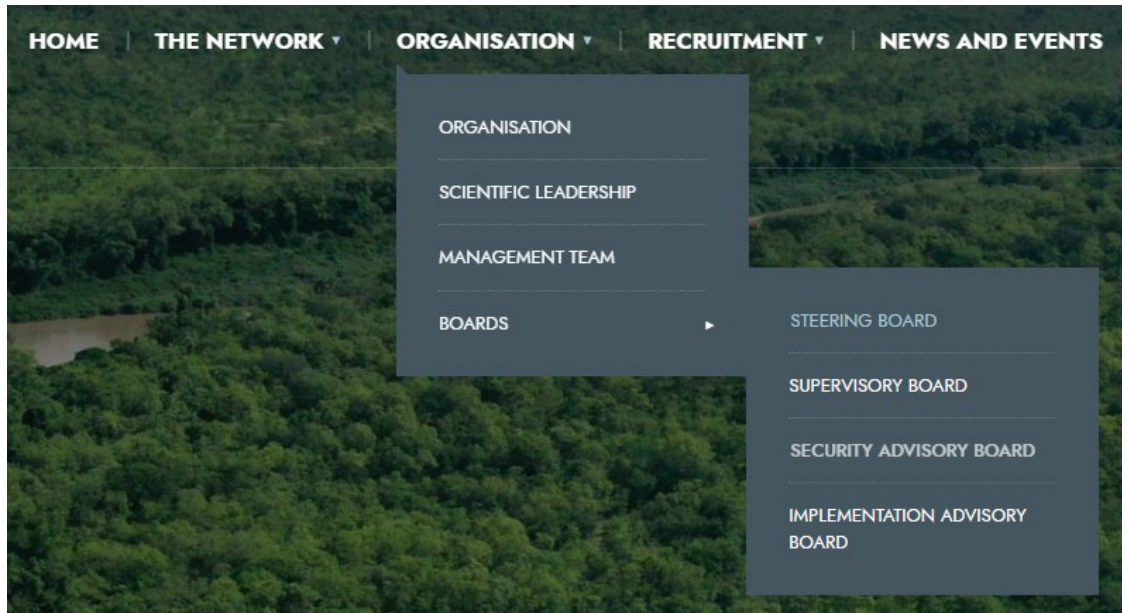 HOME | THE NETWORK ▾ | ORGANISATION ▾ | RECRUITMENT ▾ | NEWS AND EVENTS
ORGANISATION
SCIENTIFIC LEADERSHIP
MANAGEMENT TEAM
BOARDS ▸
STEERING BOARD
SUPERVISORY BOARD
SECURITY ADVISORY BOARD
IMPLEMENTATION ADVISORY
BOARD